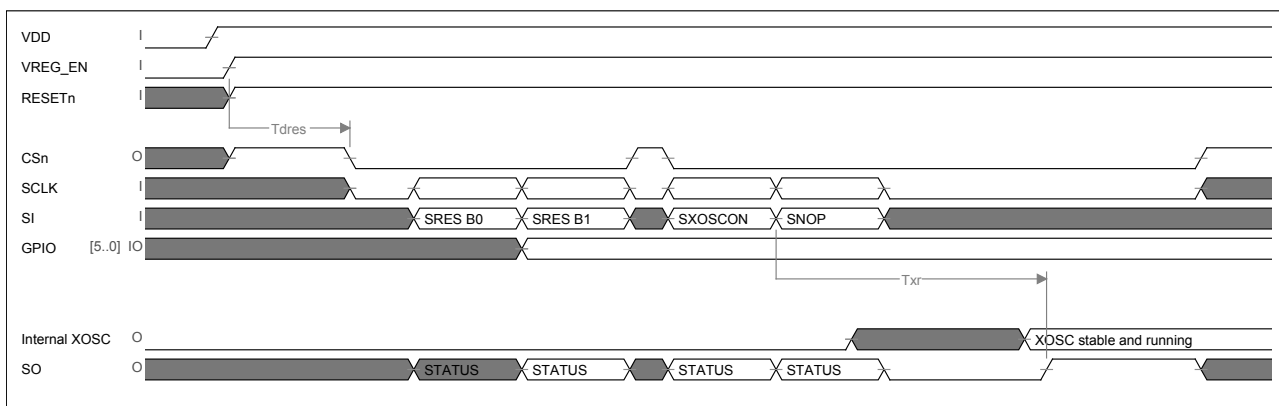 VDD I
VREG_EN I
RESETn I
Tdres
CSn O
SCLK I
SI I SRES B0 SRES B1 SXOSCON SNOP
GPIO [5..0] IO
Txr
Internal XOSC O XOSC stable and running
SO O STATUS STATUS STATUS STATUS